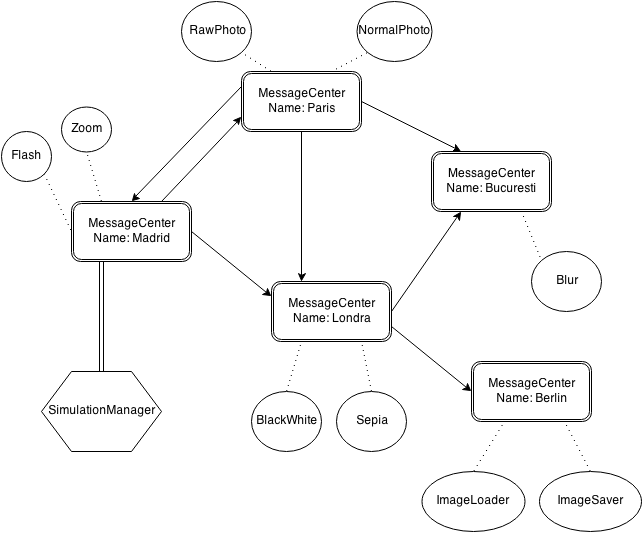 RawPhoto
NormalPhoto
MessageCenter
Name: Paris
Zoom
Flash
MessageCenter
Name: Bucuresti
MessageCenter
Name: Madrid
Blur
MessageCenter
Name: Londra
SimulationManager
BlackWhite
Sepia
MessageCenter
Name: Berlin
ImageLoader
ImageSaver